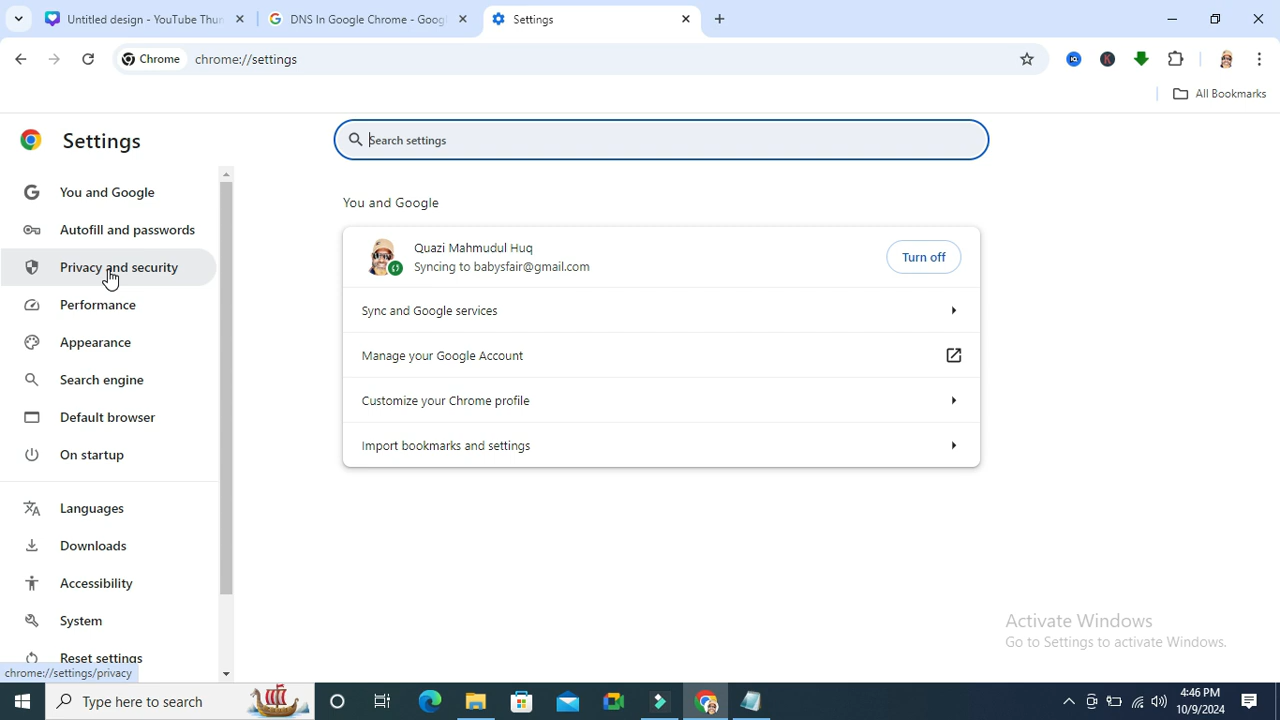 Untitled design - YouTube Thun
DNS In Google Chrome - Goog
Settings
Chrome
chrome://settings
All Bookmarks
Settings
Search settings
You and Google
Autofill and passwords
Privacy and security
Performance
Appearance
Search engine
Default browser
On startup
Languages
Downloads
Accessibility
System
Reset settings
You and Google
Quazi Mahmudul Huq
Syncing to babysfair@gmail.com
Turn off
Sync and Google services
Manage your Google Account
Customize your Chrome profile
Import bookmarks and settings
Activate Windows
Go to Settings to activate Windows.
chrome://settings/privacy
Type here to search
4:46 PM
10/9/2024